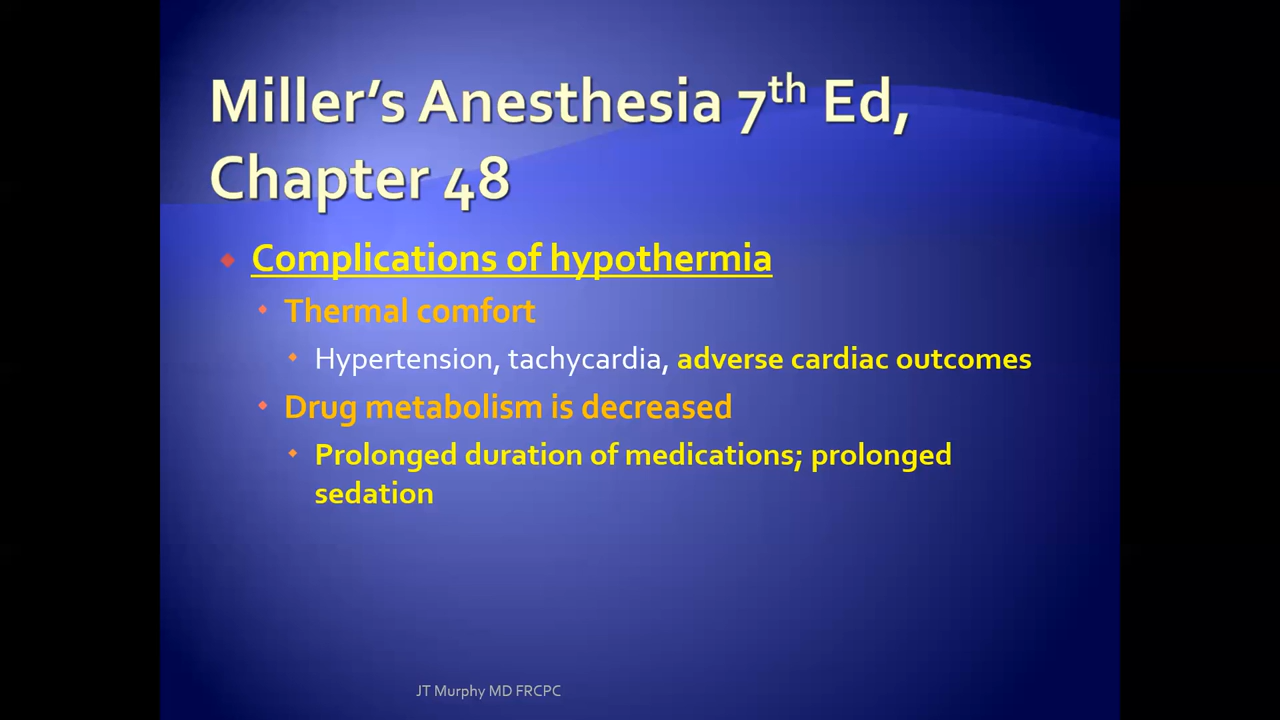 Miller's Anesthesia 7th Ed,
Chapter 48
Complications of hypothermia
Thermal comfort
Hypertension, tachycardia, adverse cardiac outcomes
Drug metabolism is decreased
Prolonged duration of medications; prolonged
sedation
JT Murphy MD FRCPC